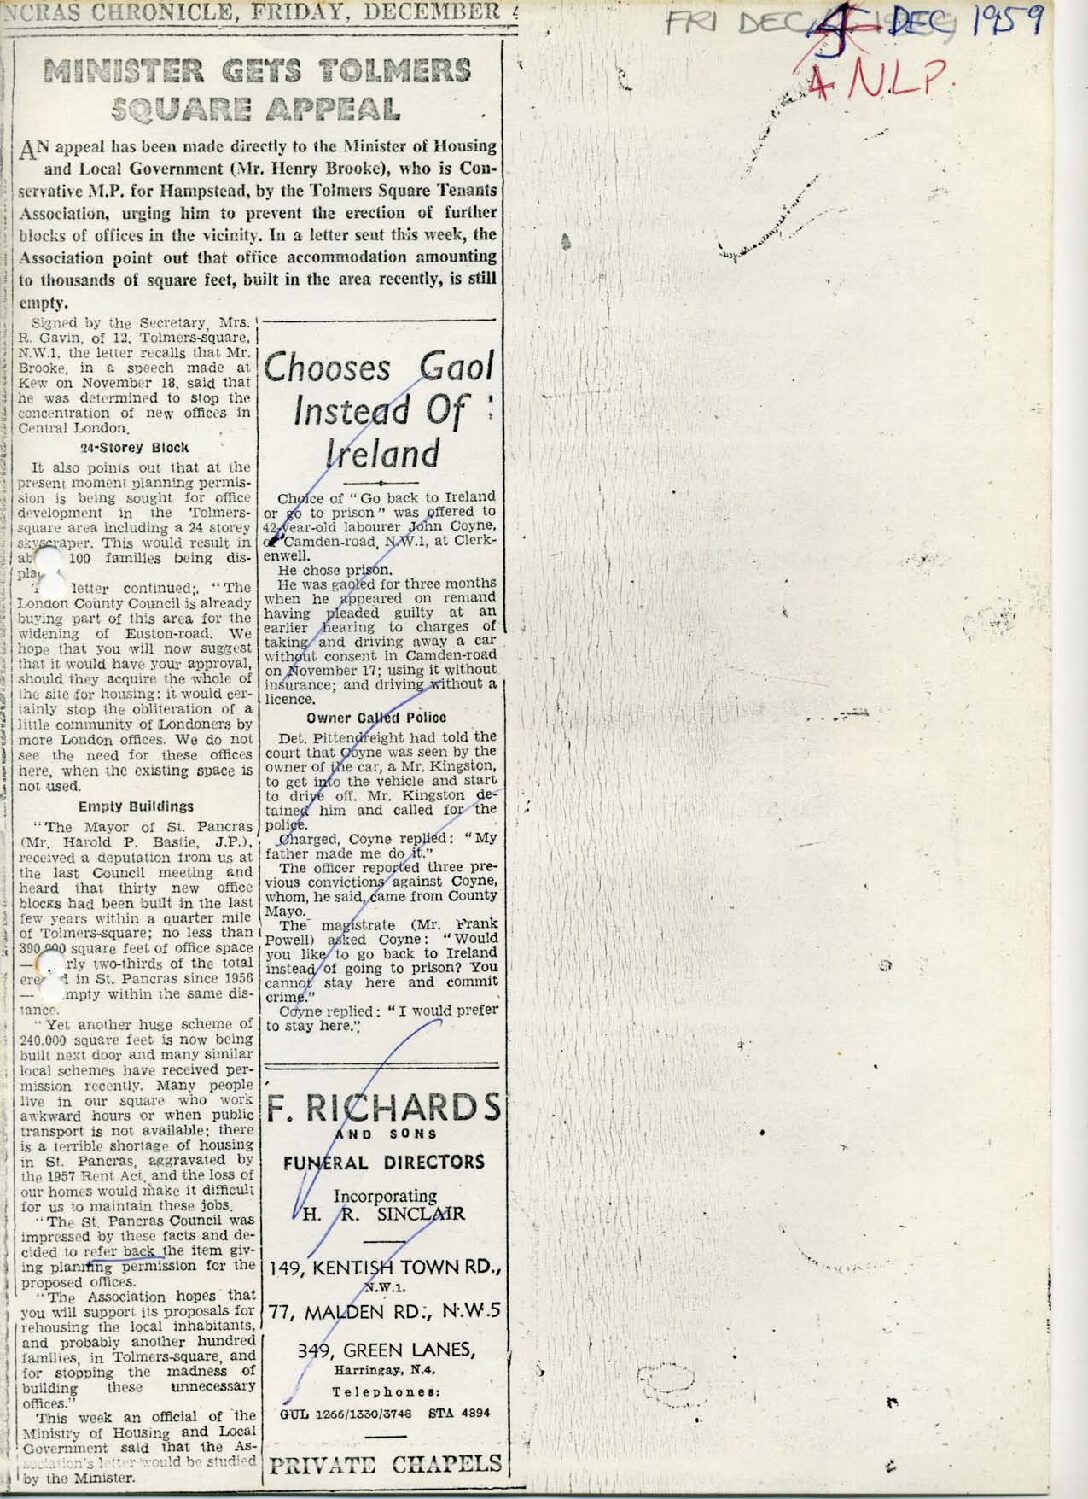 NCRAS CHRONICLE, FRIDAY, DECEMBER 4
FRI DEC 1959
5 DEC 1959
4 N.L.P.
MINISTER GETS TOLMERS
SQUARE APPEAL
AN appeal has been made directly to the Minister of Housing
and Local Government (Mr. Henry Brooke), who is Con-
servative M.P. for Hampstead, by the Tolmers Square Tenants
Association, urging him to prevent the erection of further
blocks of offices in the vicinity. In a letter sent this week, the
Association point out that office accommodation amounting
to thousands of square feet, built in the area recently, is still
empty.
Signed by the Secretary, Mrs.
R. Gavin, of 12, Tolmers-square,
N.W.1, the letter recalls that Mr.
Brooke, in a speech made at
Kew on November 18, said that
he was determined to stop the
concentration of new offices in
Central London.
24-Storey Block
It also points out that at the
present moment planning permis-
sion is being sought for office
development in the Tolmers-
square area including a 24 storey
skyscraper. This would result in
ab 100 families being dis-
pla
letter continued; "The
London County Council is already
buying part of this area for the
widening of Euston-road. We
hope that you will now suggest
that it would have your approval,
should they acquire the whole of
the site for housing; it would cer-
tainly stop the obliteration of a
little community of Londoners by
more London offices. We do not
see the need for these offices
here, when the existing space is
not used.
Empty Buildings
"The Mayor of St. Pancras
(Mr. Harold P. Bastie, J.P.),
received a deputation from us at
the last Council meeting and
heard that thirty new office
blocks had been built in the last
few years within a quarter mile
of Tolmers-square; no less than
390,000 square feet of office space
— rly two-thirds of the total
ere d in St. Pancras since 1956
— mpty within the same dis-
tance.
"Yet another huge scheme of
240,000 square feet is now being
built next door and many similar
local schemes have received per-
mission recently. Many people
live in our square who work
awkward hours or when public
transport is not available; there
is a terrible shortage of housing
in St. Pancras, aggravated by
the 1957 Rent Act, and the loss of
our homes would make it difficult
for us to maintain these jobs.
"The St. Pancras Council was
impressed by these facts and de-
cided to refer back the item giv-
ing planning permission for the
proposed offices.
"The Association hopes that
you will support its proposals for
rehousing the local inhabitants,
and probably another hundred
families, in Tolmers-square, and
for stopping the madness of
building these unnecessary
offices."
This week an official of the
Ministry of Housing and Local
Government said that the As-
sociation's letter would be studied
by the Minister.
Chooses Gaol
Instead Of
Ireland
Choice of "Go back to Ireland
or go to prison" was offered to
42-year-old labourer John Coyne,
of Camden-road, N.W.1, at Clerk-
enwell.
He chose prison.
He was gaoled for three months
when he appeared on remand
having pleaded guilty at an
earlier hearing to charges of
taking and driving away a car
without consent in Camden-road
on November 17; using it without
insurance; and driving without a
licence.
Owner Called Police
Det. Pittendreight had told the
court that Coyne was seen by the
owner of the car, a Mr. Kingston,
to get into the vehicle and start
to drive off. Mr. Kingston de-
tained him and called for the
police.
Charged, Coyne replied: "My
father made me do it."
The officer reported three pre-
vious convictions against Coyne,
whom, he said, came from County
Mayo.
The magistrate (Mr. Frank
Powell) asked Coyne: "Would
you like to go back to Ireland
instead of going to prison? You
cannot stay here and commit
crime."
Coyne replied: "I would prefer
to stay here."
F. RICHARDS
AND SONS
FUNERAL DIRECTORS
Incorporating
H. R. SINCLAIR
149, KENTISH TOWN RD.,
N.W.1.
77, MALDEN RD., N.W.5
349, GREEN LANES,
Harringay, N.4.
Telephones:
GUL 1266/1330/3746 STA 4894
PRIVATE CHAPELS